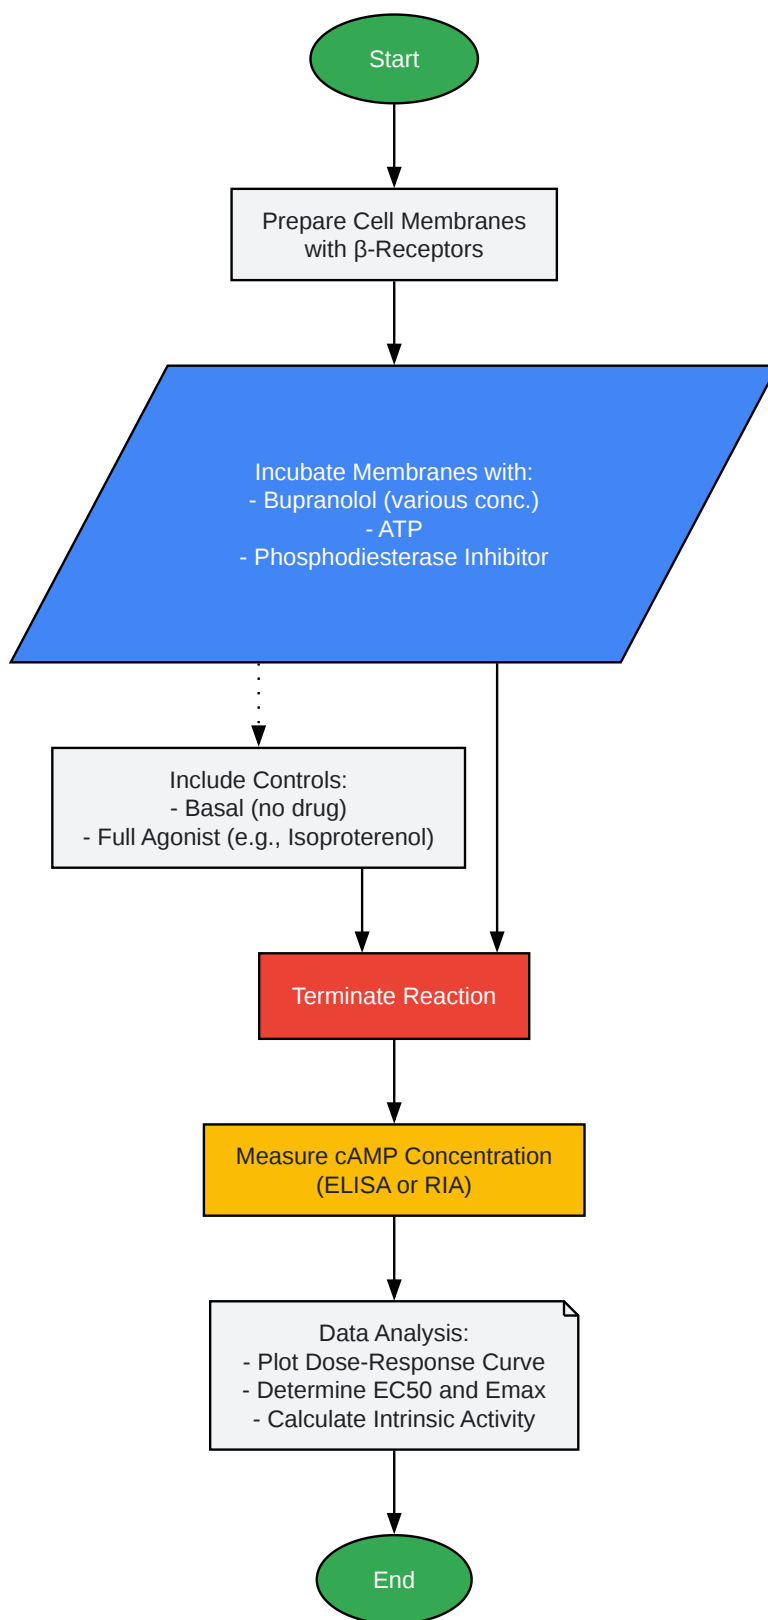 Start
Prepare Cell Membranes
with β-Receptors
Incubate Membranes with:
- Bupranolol (various conc.)
- ATP
- Phosphodiesterase Inhibitor
Include Controls:
- Basal (no drug)
- Full Agonist (e.g., Isoproterenol)
Terminate Reaction
Measure cAMP Concentration
(ELISA or RIA)
Data Analysis:
- Plot Dose-Response Curve
- Determine EC50 and Emax
- Calculate Intrinsic Activity
End